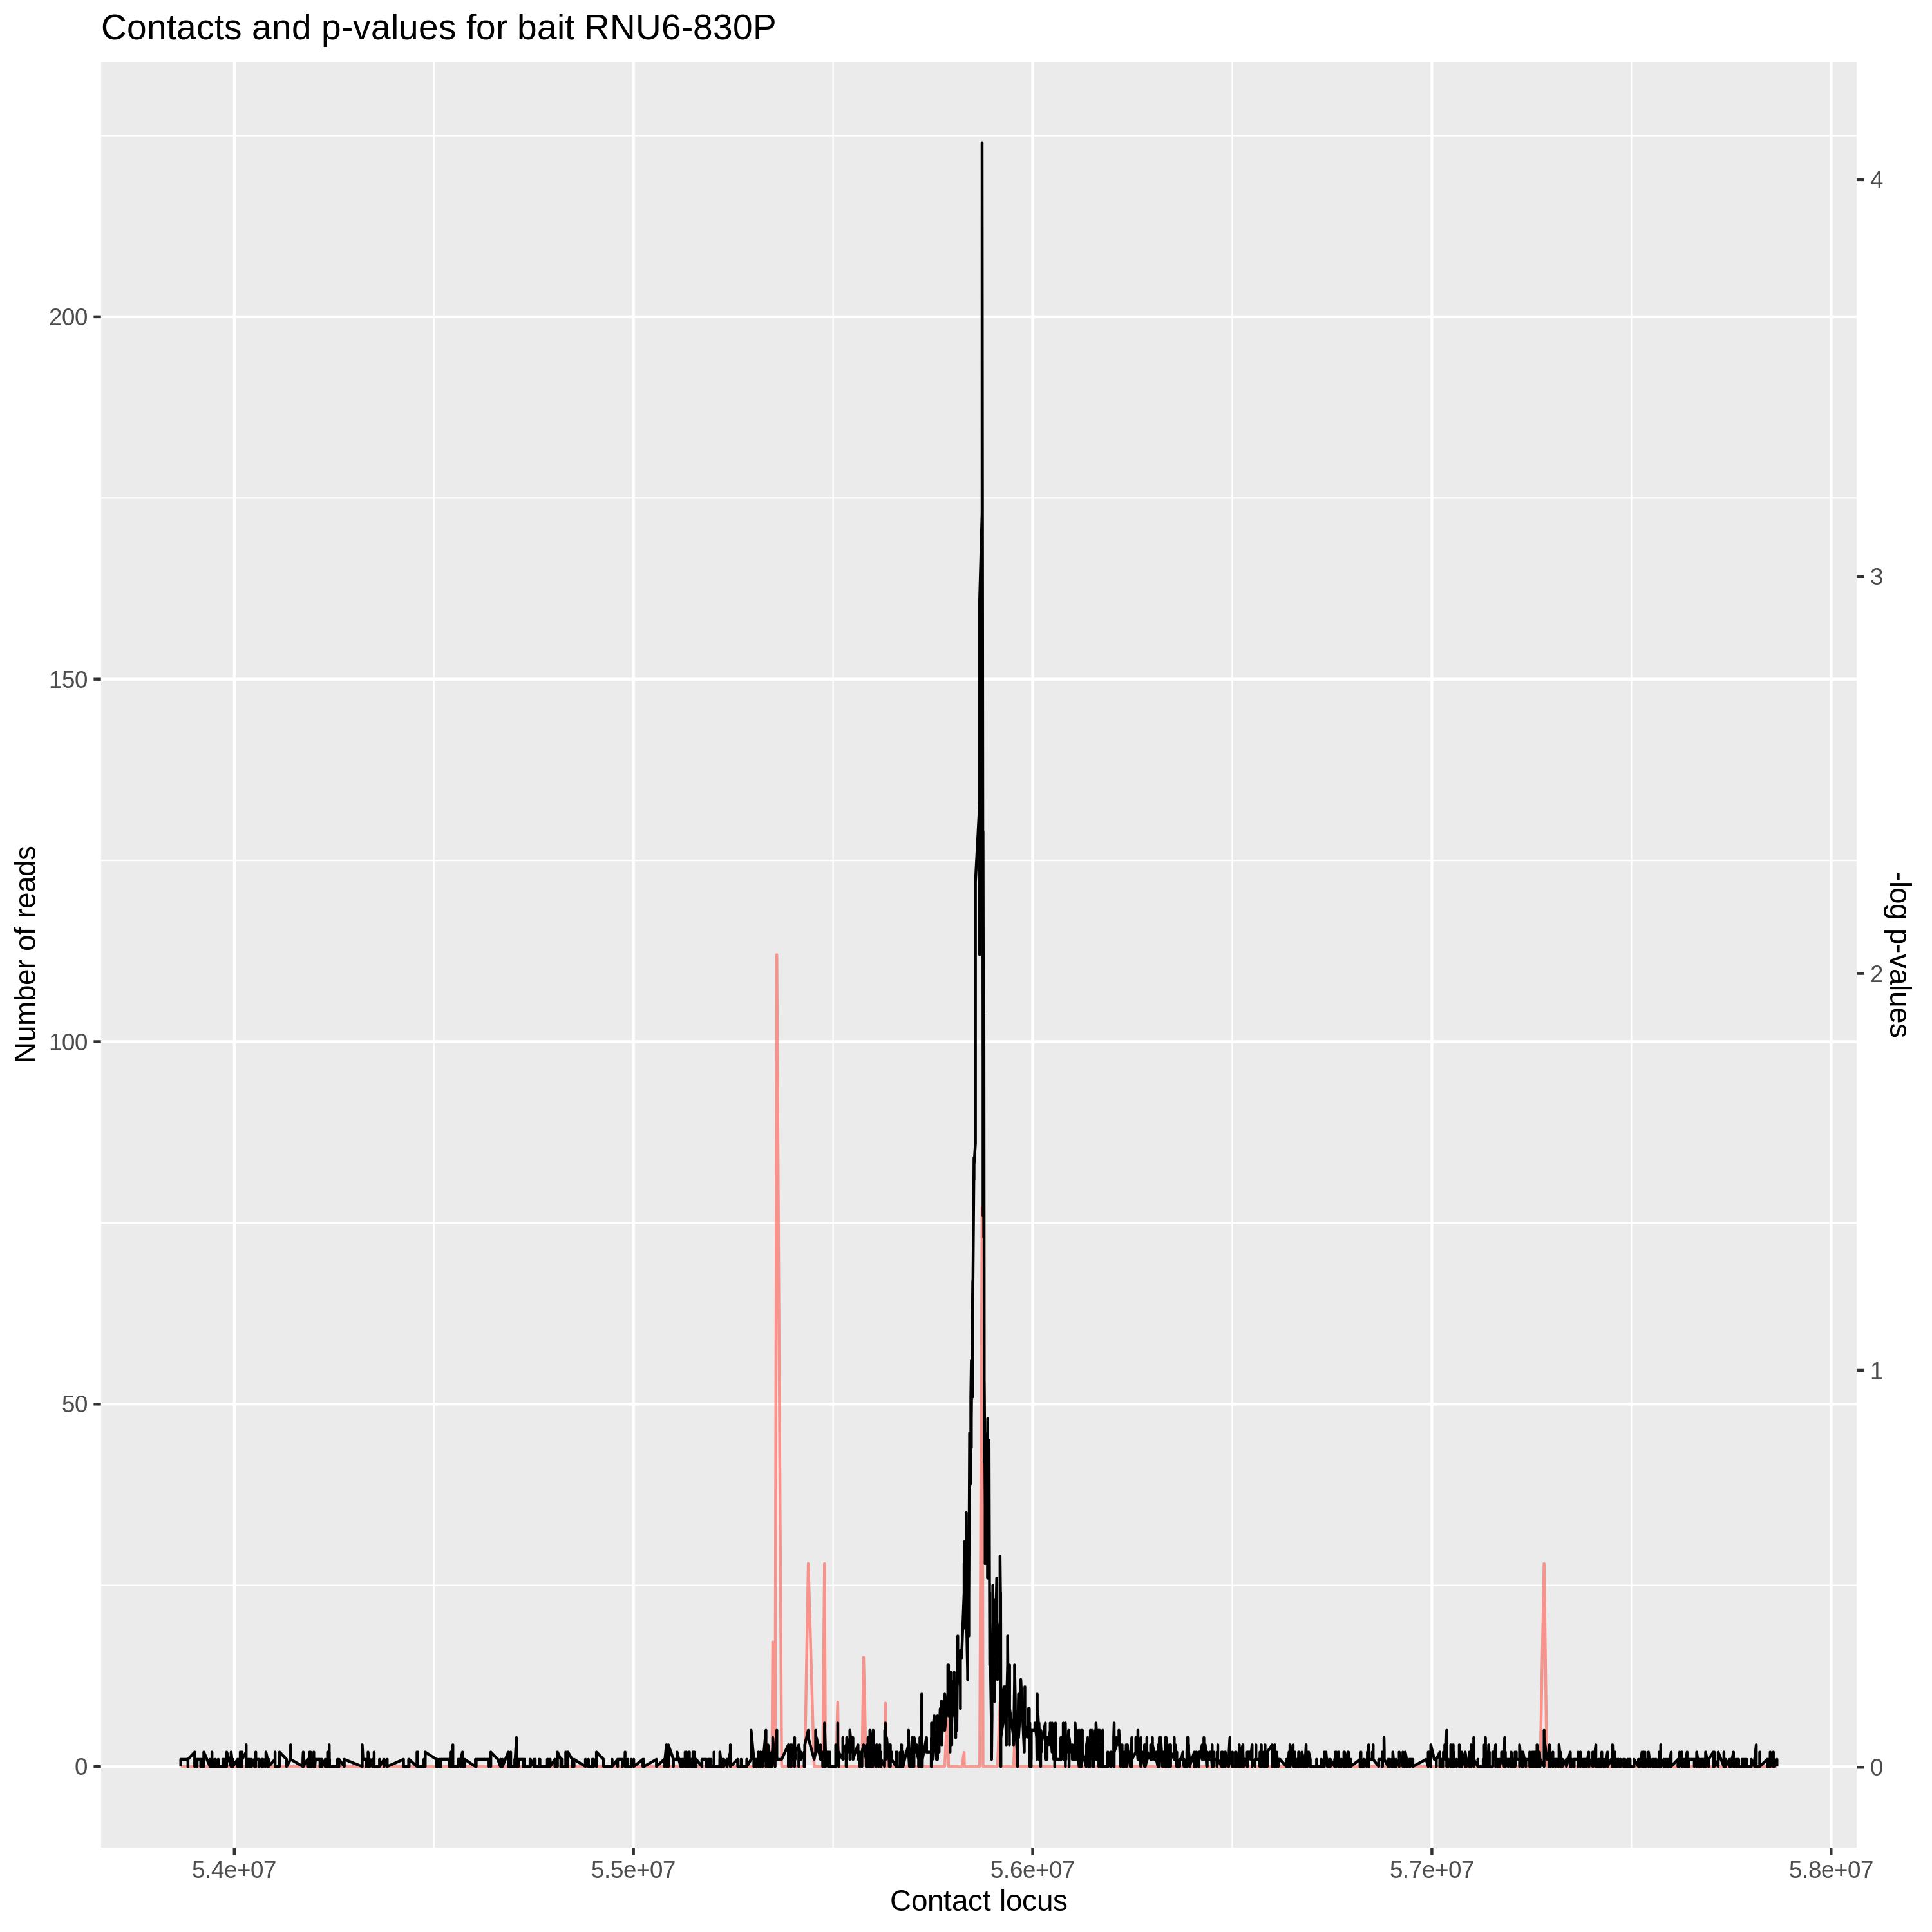 Contacts and p-values for bait RNU6-830P
Number of reads
200
150
100
50
0
4
3
2
1
0
-log p-values
5.4e+07
5.5e+07
5.6e+07
5.7e+07
5.8e+07
Contact locus